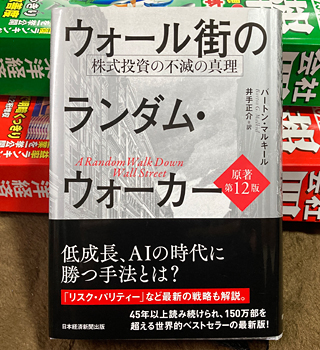 ウォール街の
株式投資の不滅の真理
ランダム・
バートン・マルキール
井手正介=訳
A Random Walk Down
Wall Street
ウォーカー
原著
第12版
低成長、AIの時代に
勝つ手法とは?
「リスク・パリティー」など最新の戦略も解説。
45年以上読み続けられ、150万部を
超える世界的ベストセラーの最新版!
日本経済新聞出版